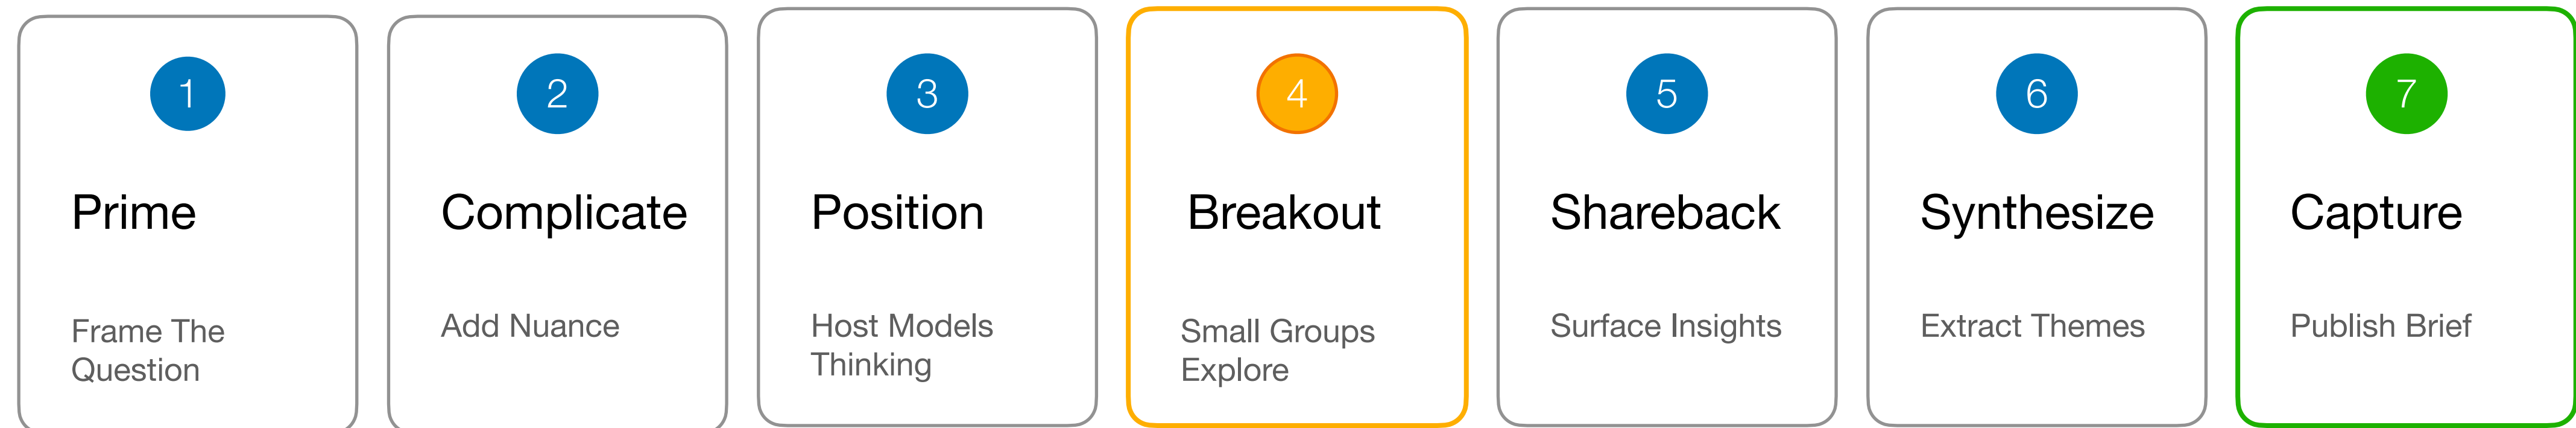 1
Prime
Frame The
Question
2
Complicate
Add Nuance
3
Position
Host Models
Thinking
4
Breakout
Small Groups
Explore
5
Shareback
Surface Insights
6
Synthesize
Extract Themes
7
Capture
Publish Brief